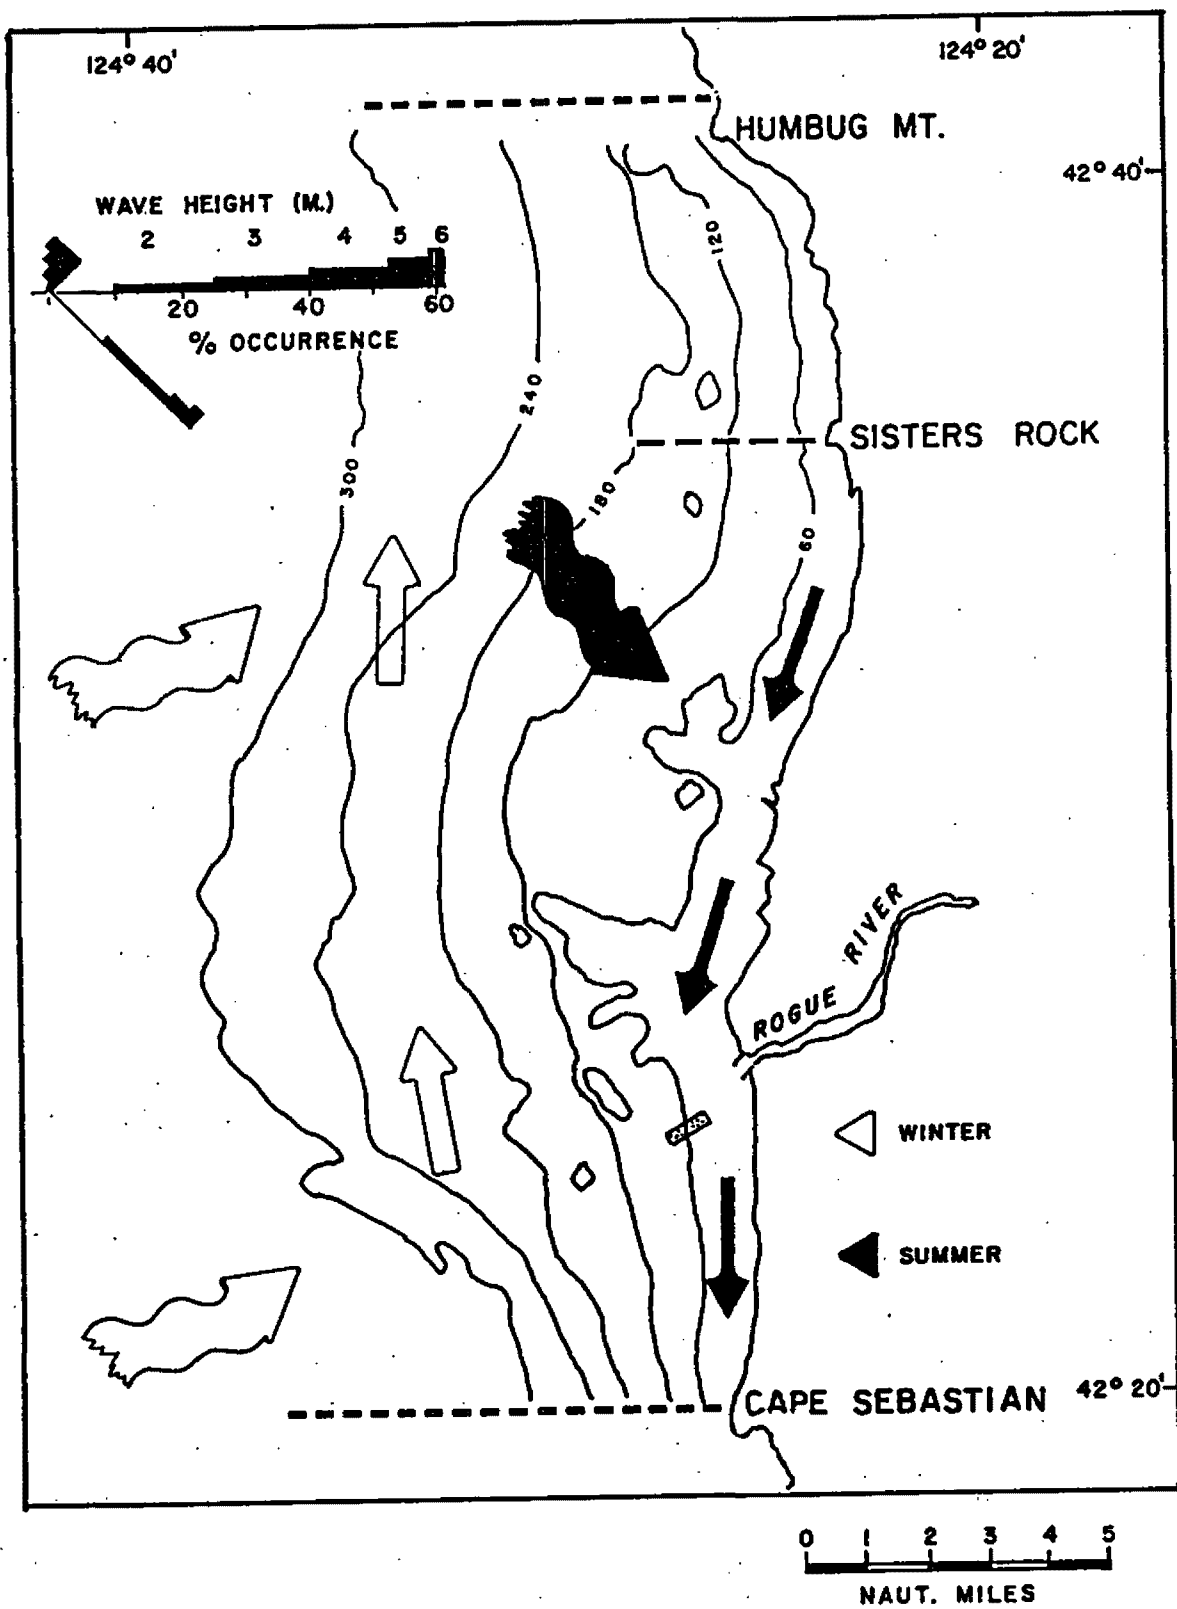 124° 40'
124° 20'
HUMBUG MT.
42° 40'
WAVE HEIGHT (M.)
2 3 4 5 6
20 40 60
% OCCURRENCE
120
240
SISTERS ROCK
300
180
60
ROGUE RIVER
WINTER
SUMMER
CAPE SEBASTIAN
42° 20'
0 1 2 3 4 5
NAUT. MILES